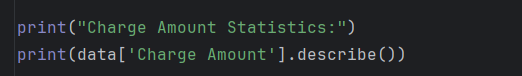 print("Charge Amount Statistics:")
print(data['Charge Amount'].describe())